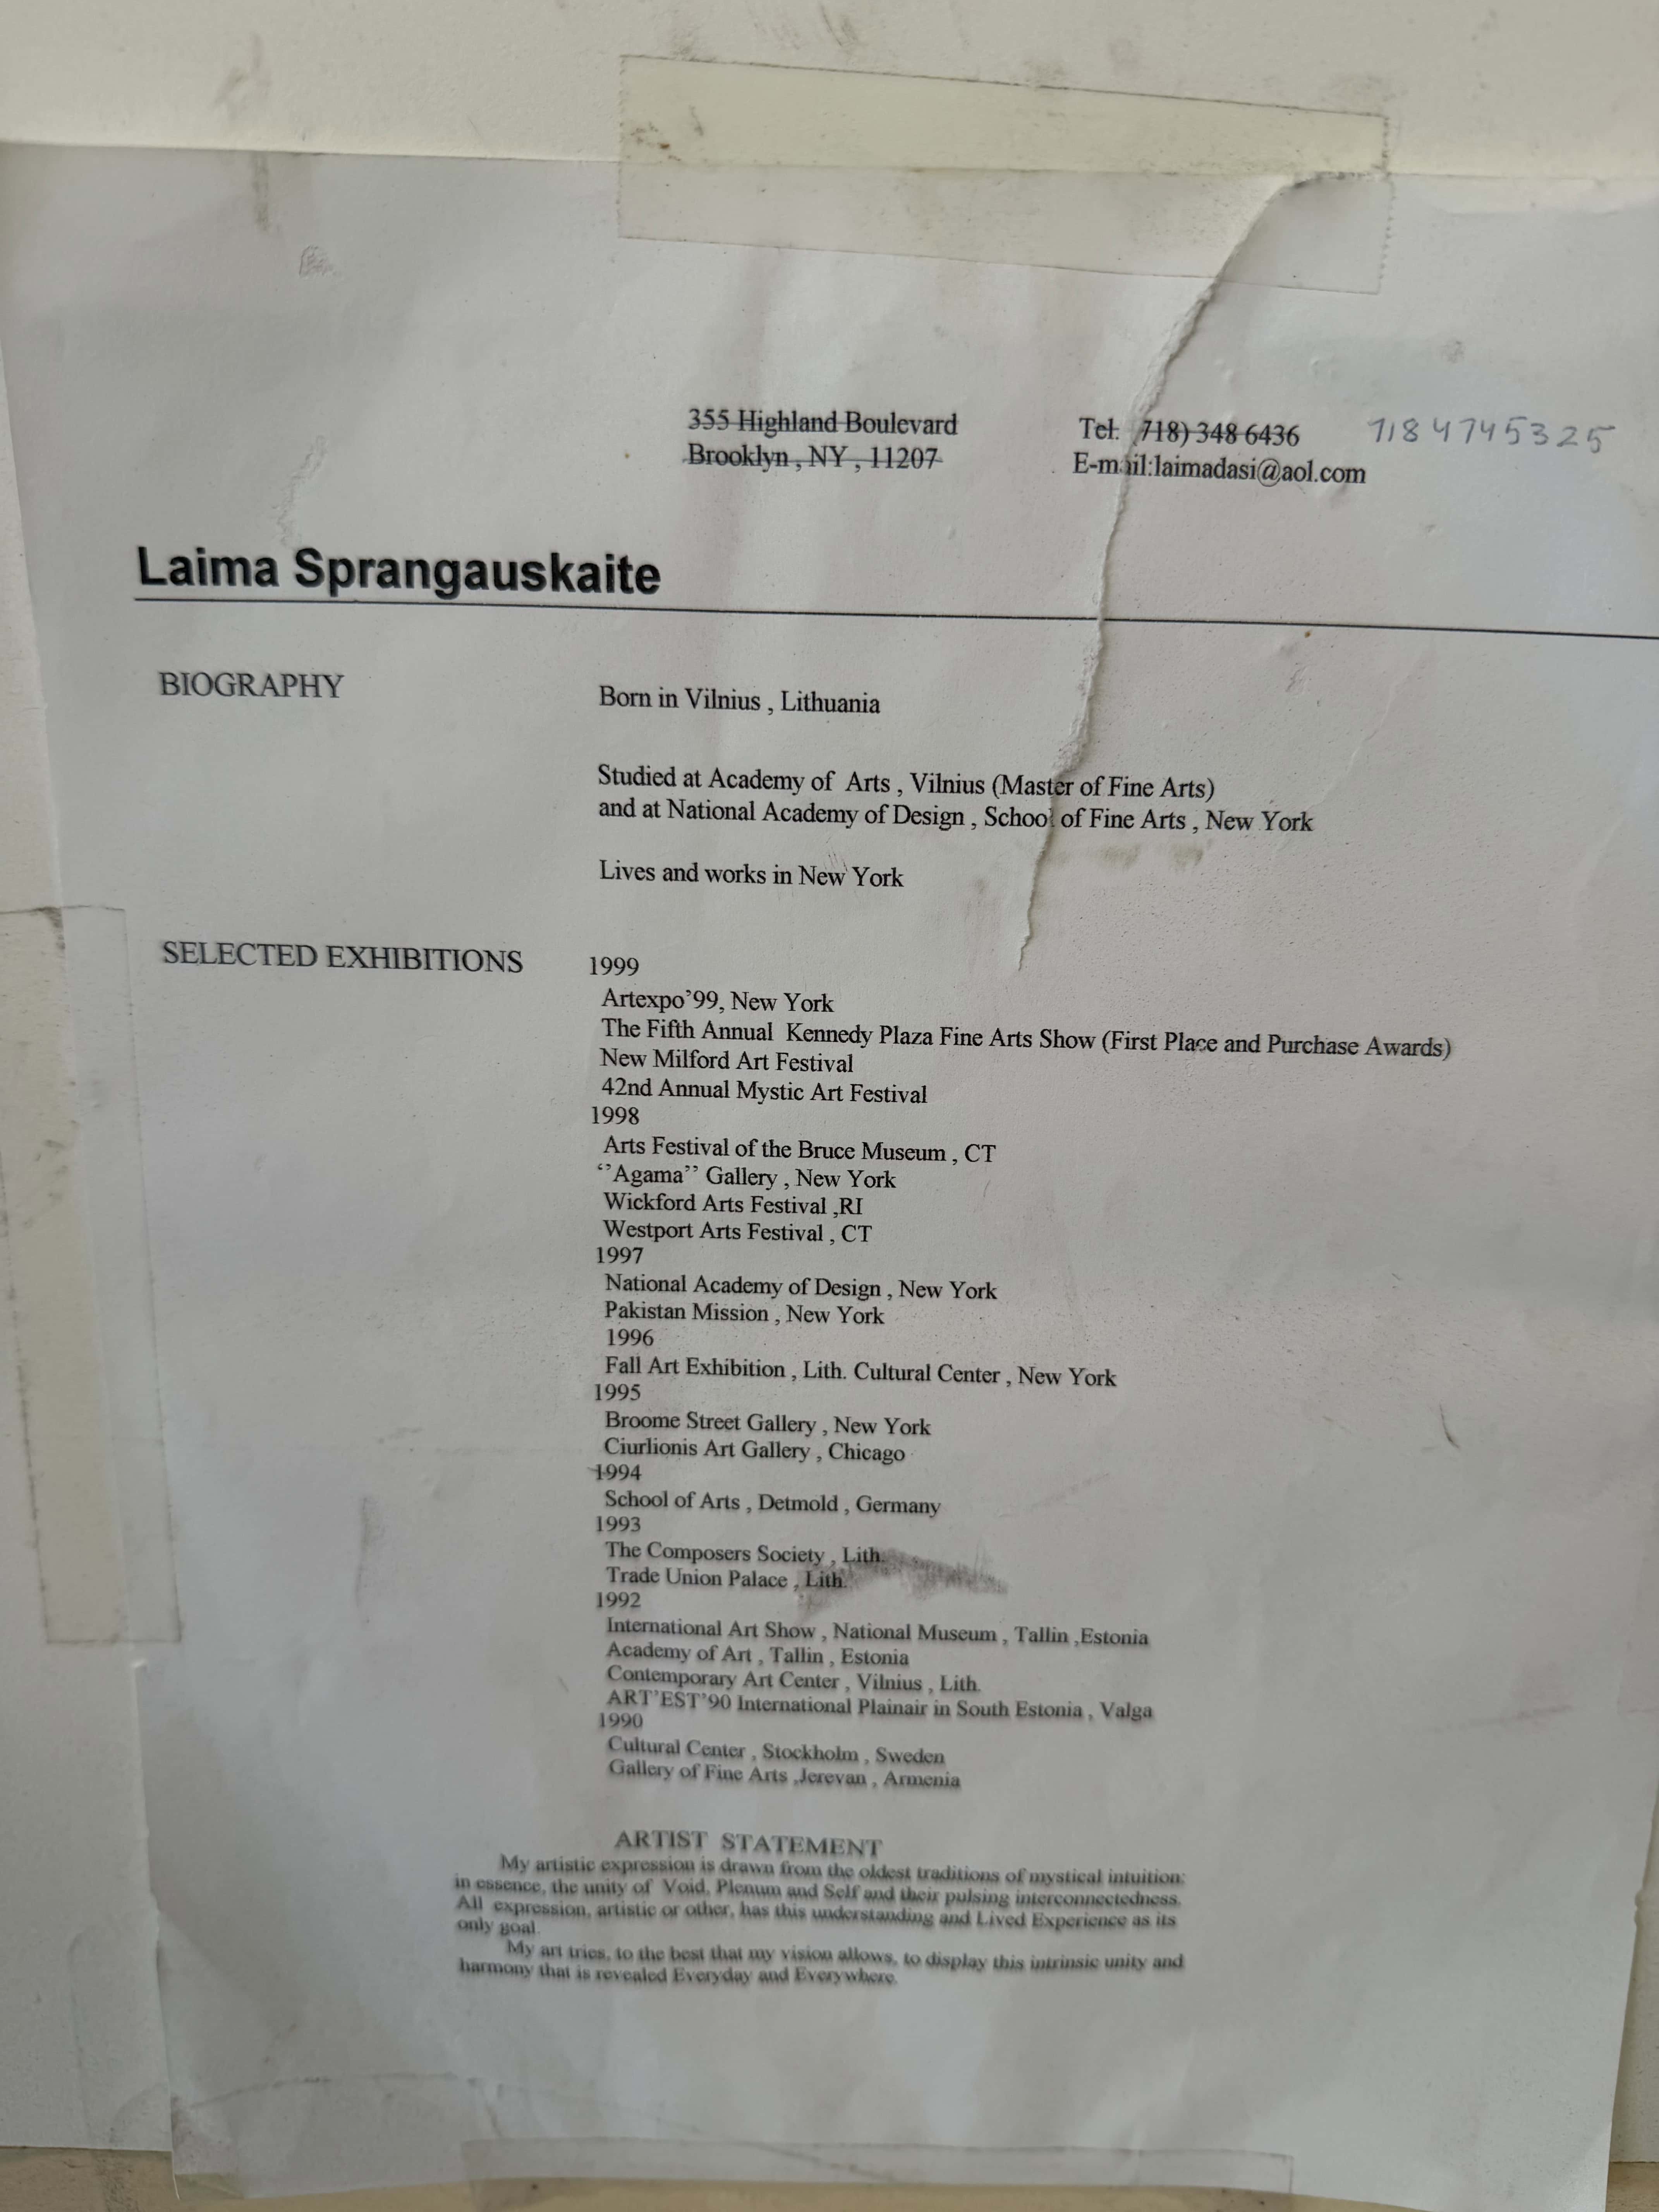 355 Highland Boulevard
Brooklyn , NY , 11207
Tel: (718) 348 6436 7184745325
E-mail:laimadasi@aol.com
Laima Sprangauskaite
BIOGRAPHY
Born in Vilnius , Lithuania
Studied at Academy of Arts , Vilnius (Master of Fine Arts)
and at National Academy of Design , School of Fine Arts , New York
Lives and works in New York
SELECTED EXHIBITIONS
1999
Artexpo’99, New York
The Fifth Annual Kennedy Plaza Fine Arts Show (First Place and Purchase Awards)
New Milford Art Festival
42nd Annual Mystic Art Festival
1998
Arts Festival of the Bruce Museum , CT
‘’Agama’’ Gallery , New York
Wickford Arts Festival ,RI
Westport Arts Festival , CT
1997
National Academy of Design , New York
Pakistan Mission , New York
1996
Fall Art Exhibition , Lith. Cultural Center , New York
1995
Broome Street Gallery , New York
Ciurlionis Art Gallery , Chicago
1994
School of Arts , Detmold , Germany
1993
The Composers Society , Lith.
Trade Union Palace , Lith.
1992
International Art Show , National Museum , Tallin ,Estonia
Academy of Art , Tallin , Estonia
Contemporary Art Center , Vilnius , Lith.
ART’EST’90 International Plainair in South Estonia , Valga
1990
Cultural Center , Stockholm , Sweden
Gallery of Fine Arts ,Jerevan , Armenia
ARTIST STATEMENT
My artistic expression is drawn from the oldest traditions of mystical intuition:
in essence, the unity of Void, Plenum and Self and their pulsing interconnectedness.
All expression, artistic or other, has this understanding and Lived Experience as its
only goal.
My art tries, to the best that my vision allows, to display this intrinsic unity and
harmony that is revealed Everyday and Everywhere.